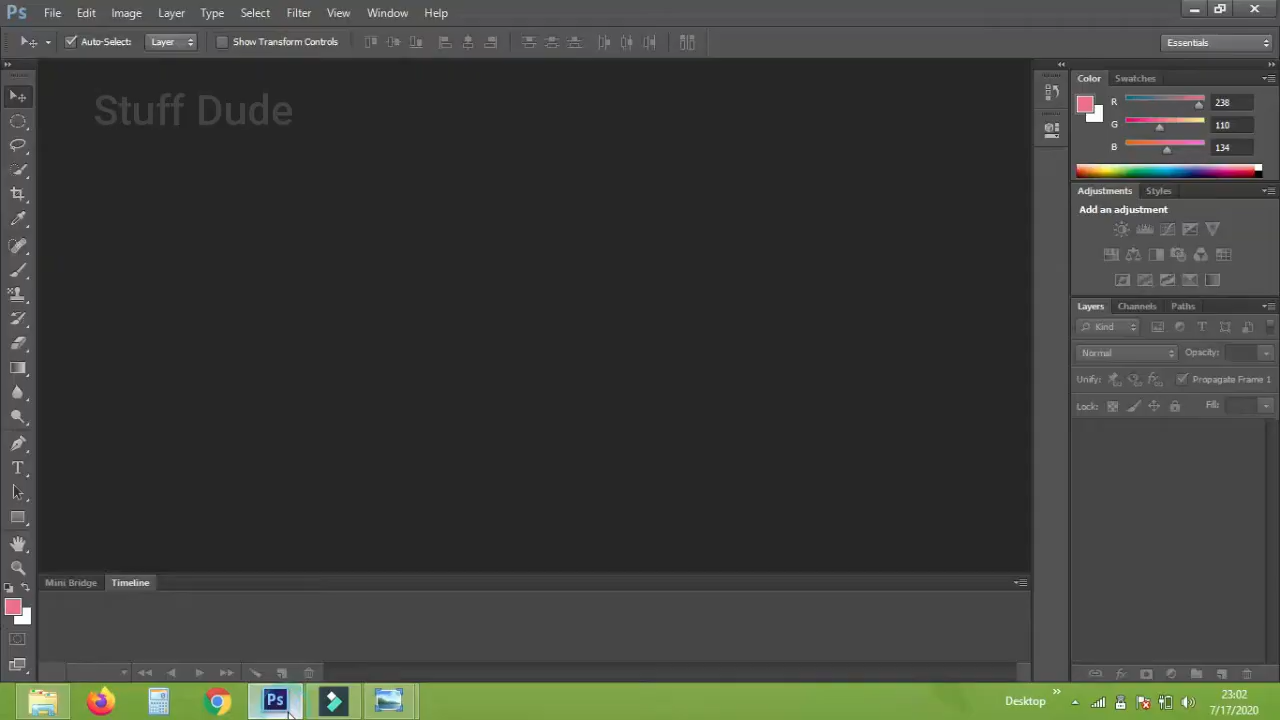 Ps File Edit Image Layer Type Select Filter View Window Help
Auto-Select: Layer Show Transform Controls Essentials
Stuff Dude
Color Swatches
R 238
G 110
B 134
Adjustments Styles
Add an adjustment
Layers Channels Paths
Kind
Normal Opacity:
Unify: Propagate Frame 1
Lock: Fill:
Mini Bridge Timeline
Ps
Desktop
23:02
7/17/2020